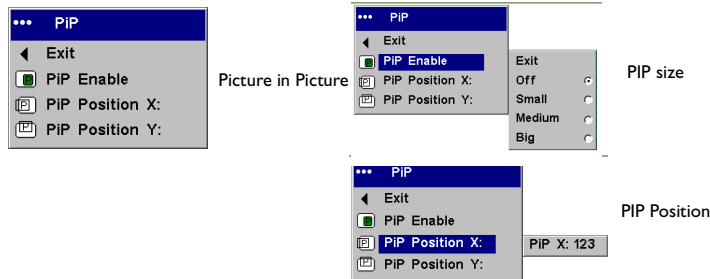 ••• PiP
Exit
PiP Enable
PiP Position X:
PiP Position Y:
Picture in Picture
••• PiP
Exit
PiP Enable
PiP Position X:
PiP Position Y:
Exit
Off
Small
Medium
Big
PIP size
••• PiP
Exit
PiP Enable
PiP Position X:
PiP Position Y:
PiP X: 123
PIP Position